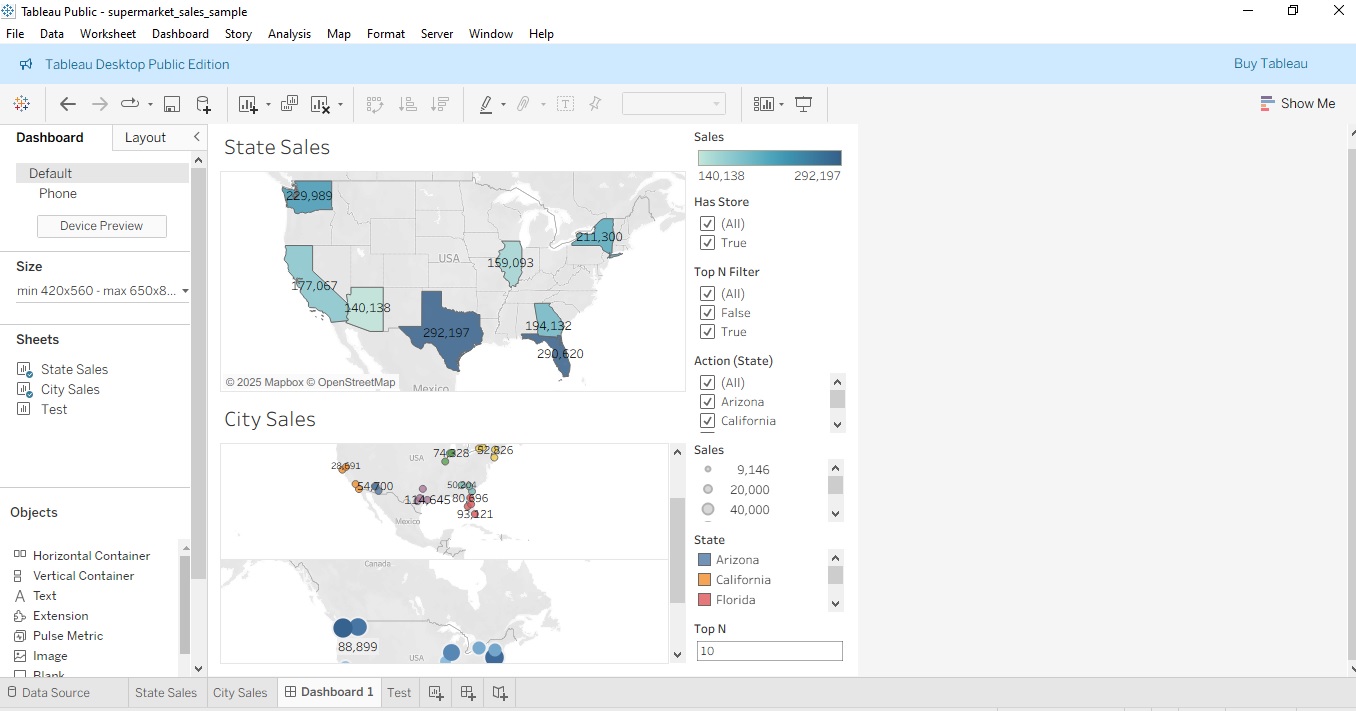 Tableau Public - supermarket_sales_sample
File Data Worksheet Dashboard Story Analysis Map Format Server Window Help
Tableau Desktop Public Edition
Buy Tableau
Show Me
Dashboard
Layout
Default
Phone
Device Preview
Size
min 420x560 - max 650x8...
Sheets
State Sales
City Sales
Test
Objects
Horizontal Container
Vertical Container
Text
Extension
Pulse Metric
Image
Blank
State Sales
229,989
211,300
USA
159,093
177,067
140,138
194,132
292,197
290,620
© 2025 Mapbox © OpenStreetMap
Mexico
City Sales
74,328
52,826
USA
28,691
54,700
50,204
114,645
80,696
93,121
Mexico
Canada
88,899
USA
Sales
140,138
292,197
Has Store
(All)
True
Top N Filter
(All)
False
True
Action (State)
(All)
Arizona
California
Sales
9,146
20,000
40,000
State
Arizona
California
Florida
Top N
10
Data Source
State Sales
City Sales
Dashboard 1
Test